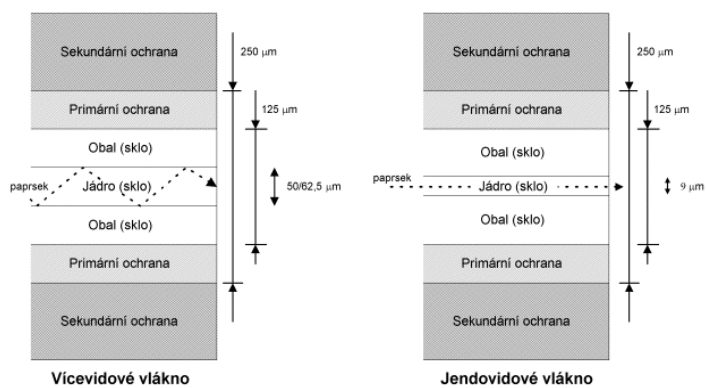 Sekundární ochrana
250 μm
Primární ochrana
125 μm
Obal (sklo)
paprsek
Jádro (sklo)
50/62,5 μm
Obal (sklo)
Primární ochrana
Sekundární ochrana
Vícevidové vlákno
Sekundární ochrana
250 μm
Primární ochrana
125 μm
Obal (sklo)
paprsek
Jádro (sklo)
9 μm
Obal (sklo)
Primární ochrana
Sekundární ochrana
Jendovidové vlákno